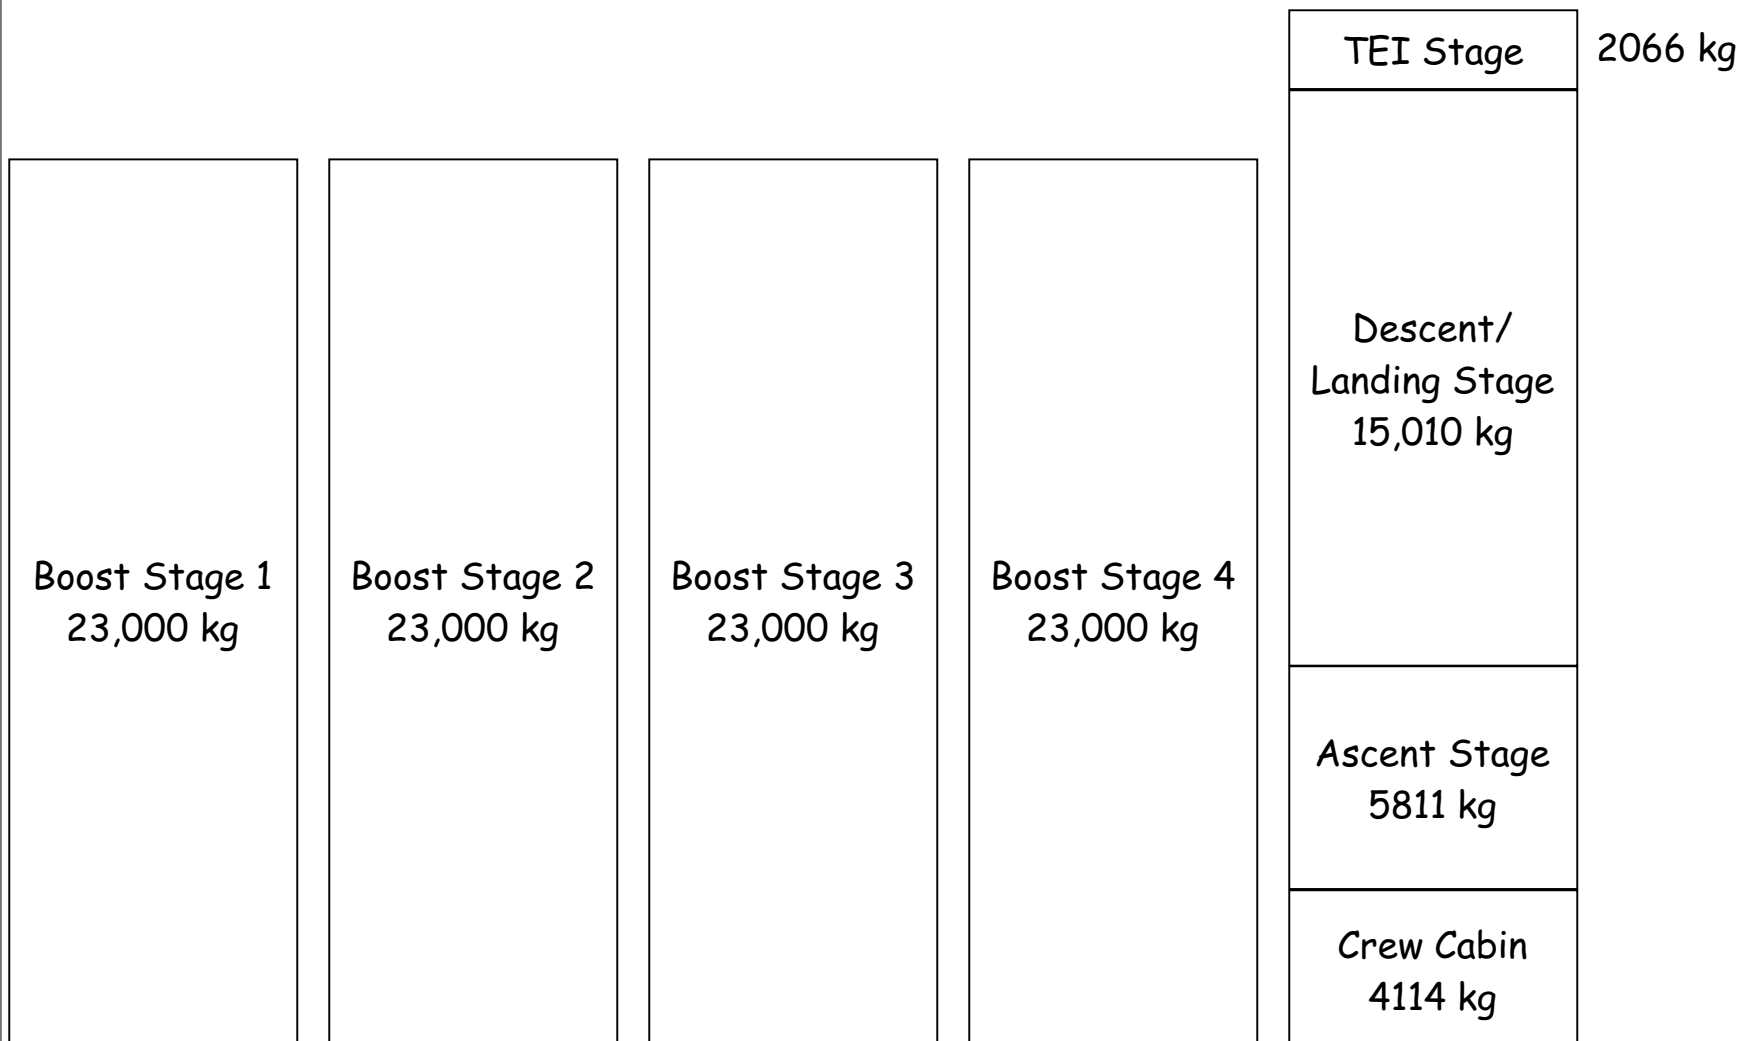 TEI Stage
2066 kg
Descent/
Landing Stage
15,010 kg
Boost Stage 1
23,000 kg
Boost Stage 2
23,000 kg
Boost Stage 3
23,000 kg
Boost Stage 4
23,000 kg
Ascent Stage
5811 kg
Crew Cabin
4114 kg